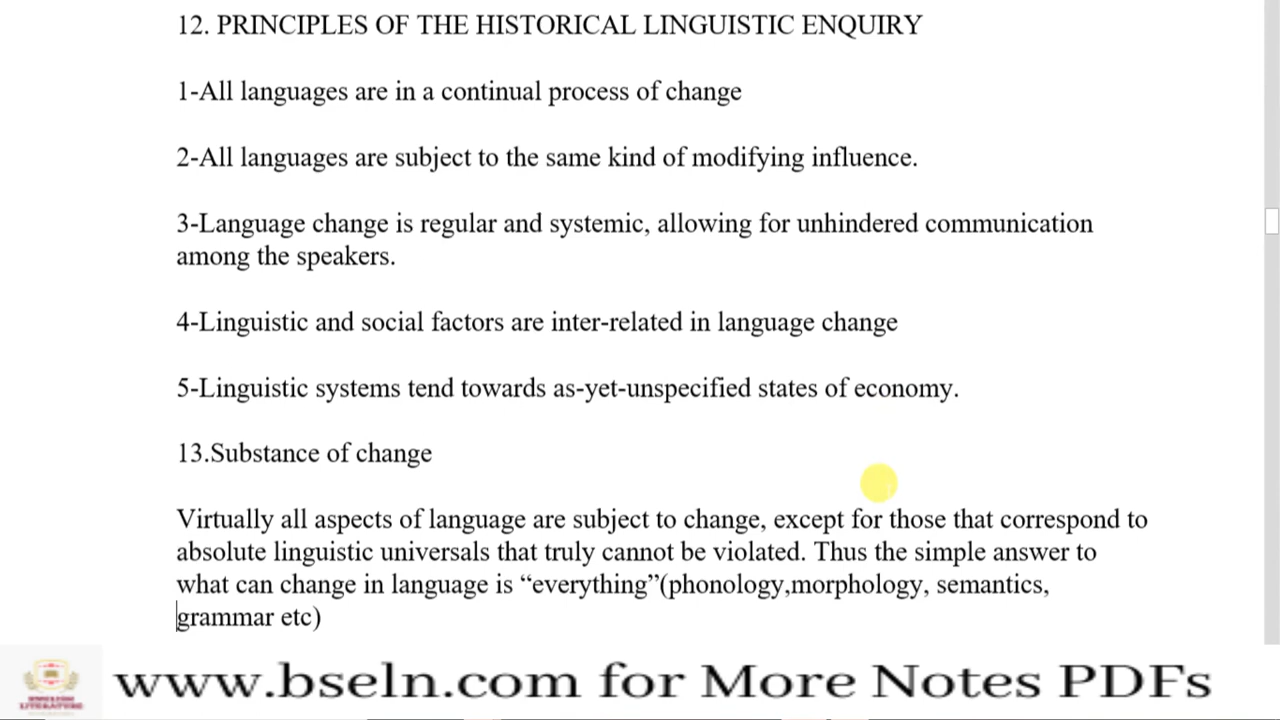 12. PRINCIPLES OF THE HISTORICAL LINGUISTIC ENQUIRY
1-All languages are in a continual process of change
2-All languages are subject to the same kind of modifying influence.
3-Language change is regular and systemic, allowing for unhindered communication
among the speakers.
4-Linguistic and social factors are inter-related in language change
5-Linguistic systems tend towards as-yet-unspecified states of economy.
13.Substance of change
Virtually all aspects of language are subject to change, except for those that correspond to
absolute linguistic universals that truly cannot be violated. Thus the simple answer to
what can change in language is “everything”(phonology,morphology, semantics,
grammar etc)
www.bseln.com for More Notes PDFs
LITERATURE